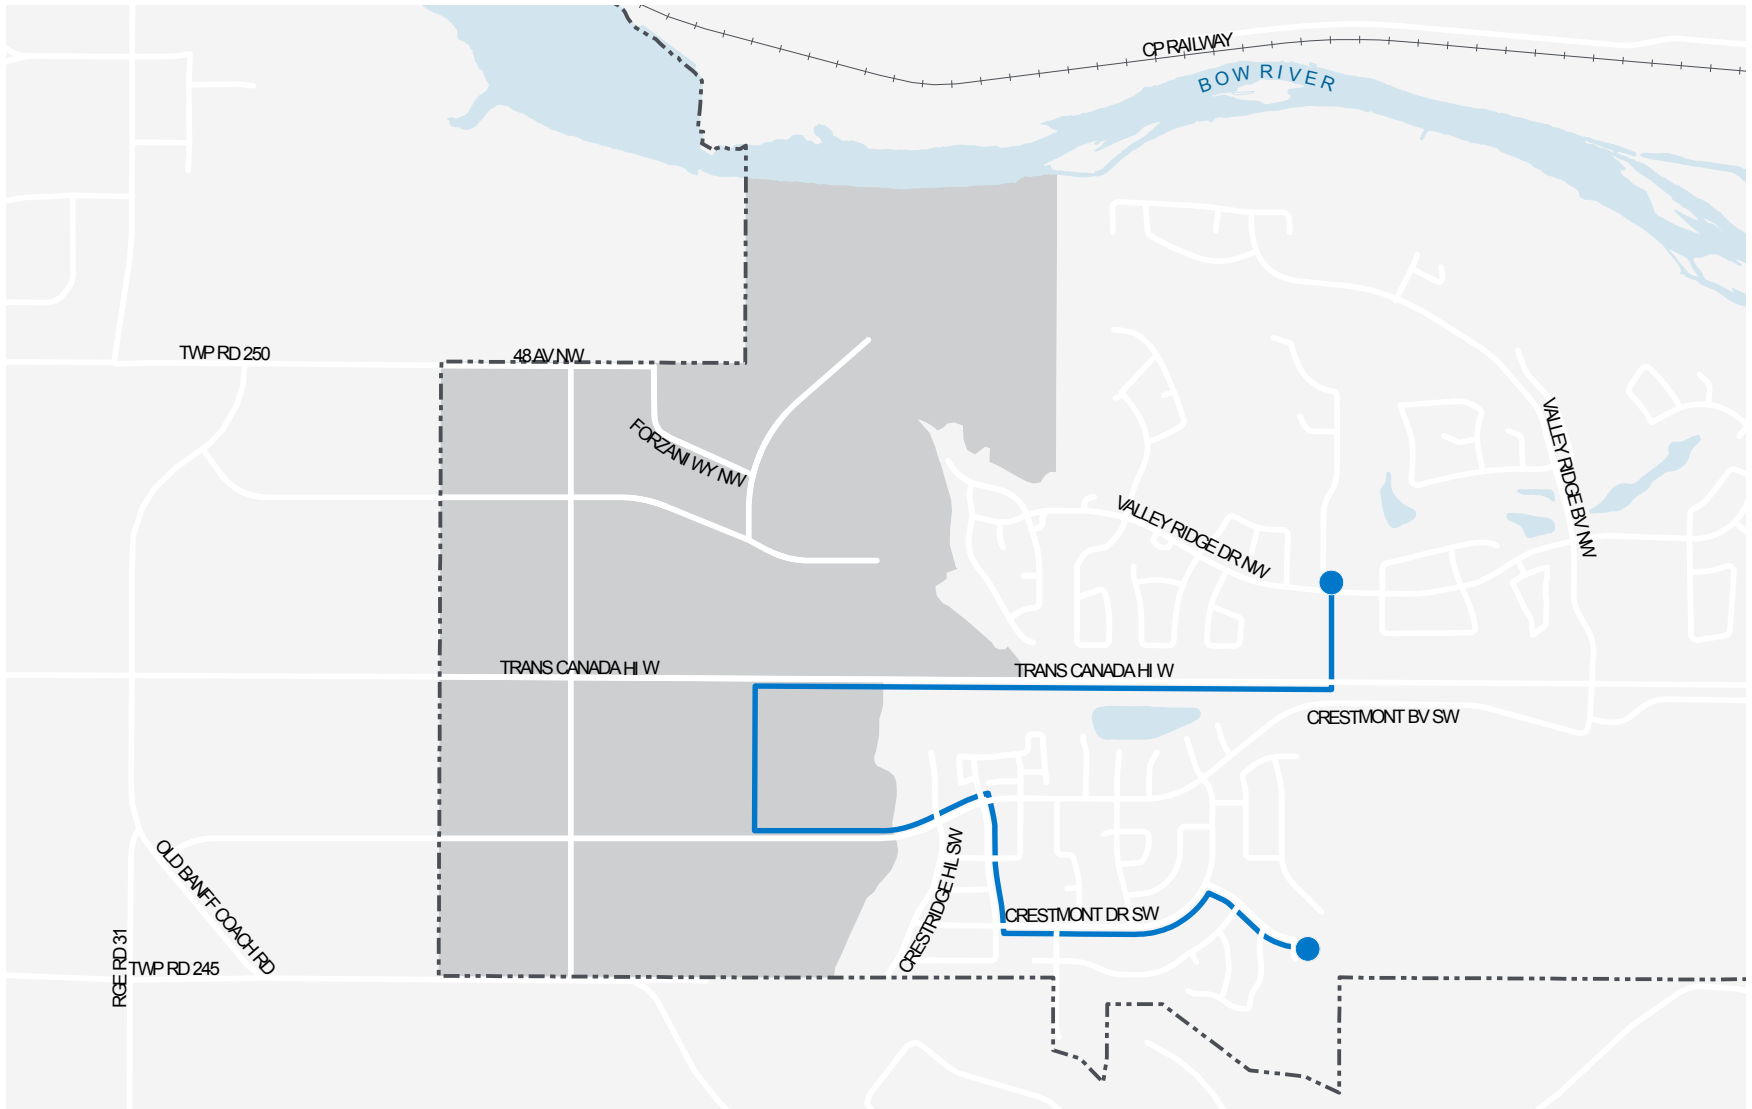 CP RAILWAY
BOW RIVER
TWP RD 250
48 AV NW
FORZANI WY NW
VALLEY RIDGE BV NW
VALLEY RIDGE DR NW
TRANS CANADA HI W
TRANS CANADA HI W
CRESTMONT BV SW
OLD BANFF COACH RD
CRESTRIDGE HL SW
CRESTMONT DR SW
RGE RD 31
TWP RD 245